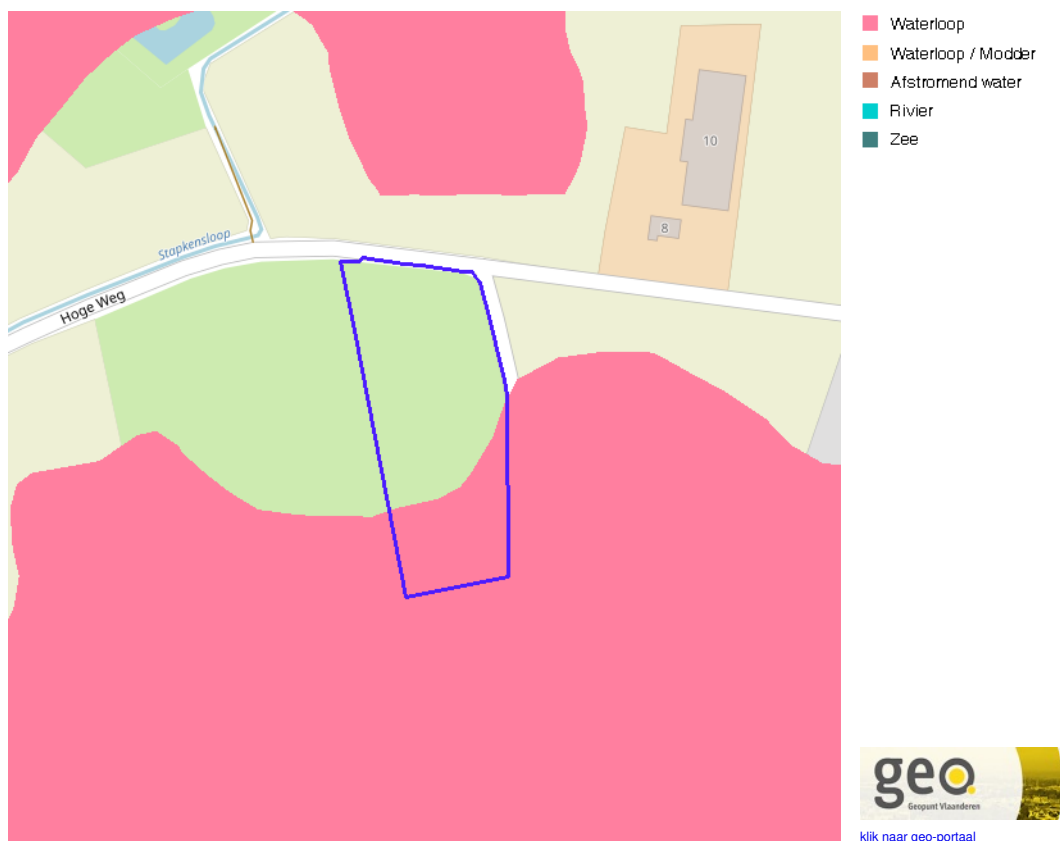 Waterloop
Waterloop / Modder
Afstromend water
Rivier
Zee
10
8
Stapkensloop
Hoge Weg
geo
Geopunt Vlaanderen
klik naar geo-portaal